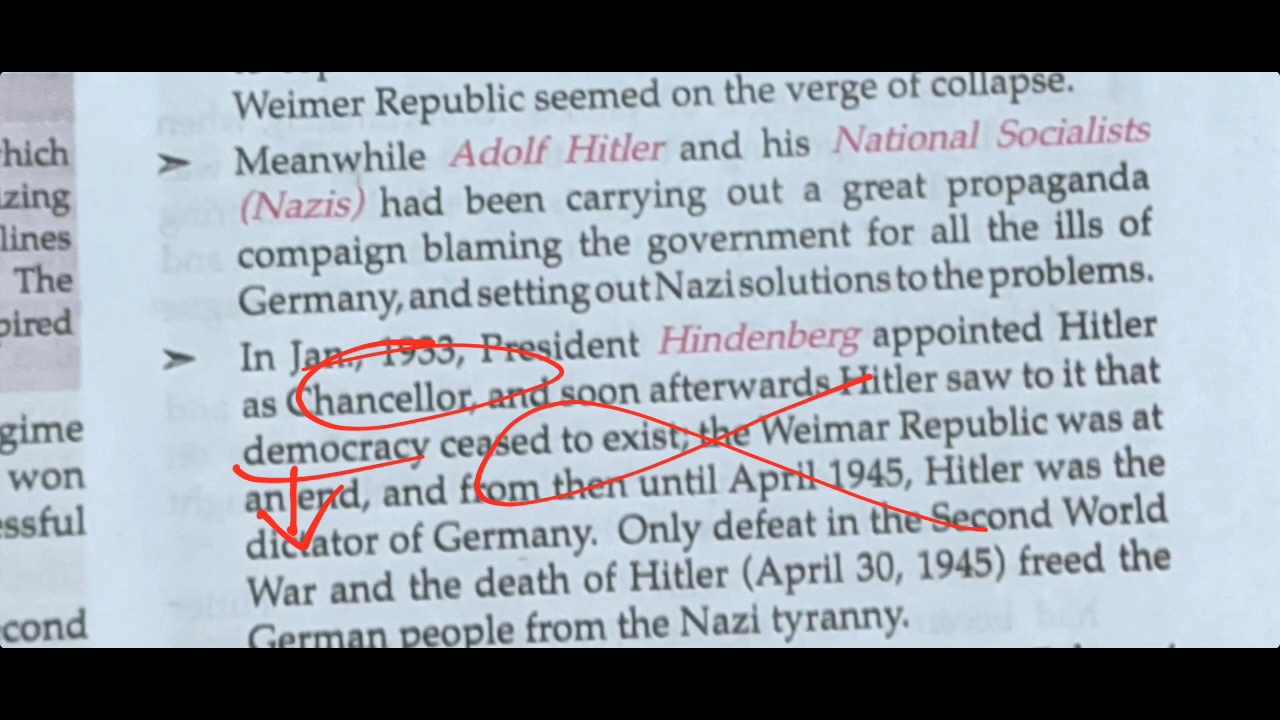 Weimer Republic seemed on the verge of collapse.
➢ Meanwhile Adolf Hitler and his National Socialists
(Nazis) had been carrying out a great propaganda
compaign blaming the government for all the ills of
Germany, and setting out Nazi solutions to the problems.
➢ In Jan., 1933, President Hindenberg appointed Hitler
as Chancellor, and soon afterwards Hitler saw to it that
democracy ceased to exist; the Weimar Republic was at
an end, and from then until April 1945, Hitler was the
dictator of Germany. Only defeat in the Second World
War and the death of Hitler (April 30, 1945) freed the
German people from the Nazi tyranny.
hich
izing
lines
The
pired
gime
won
essful
cond